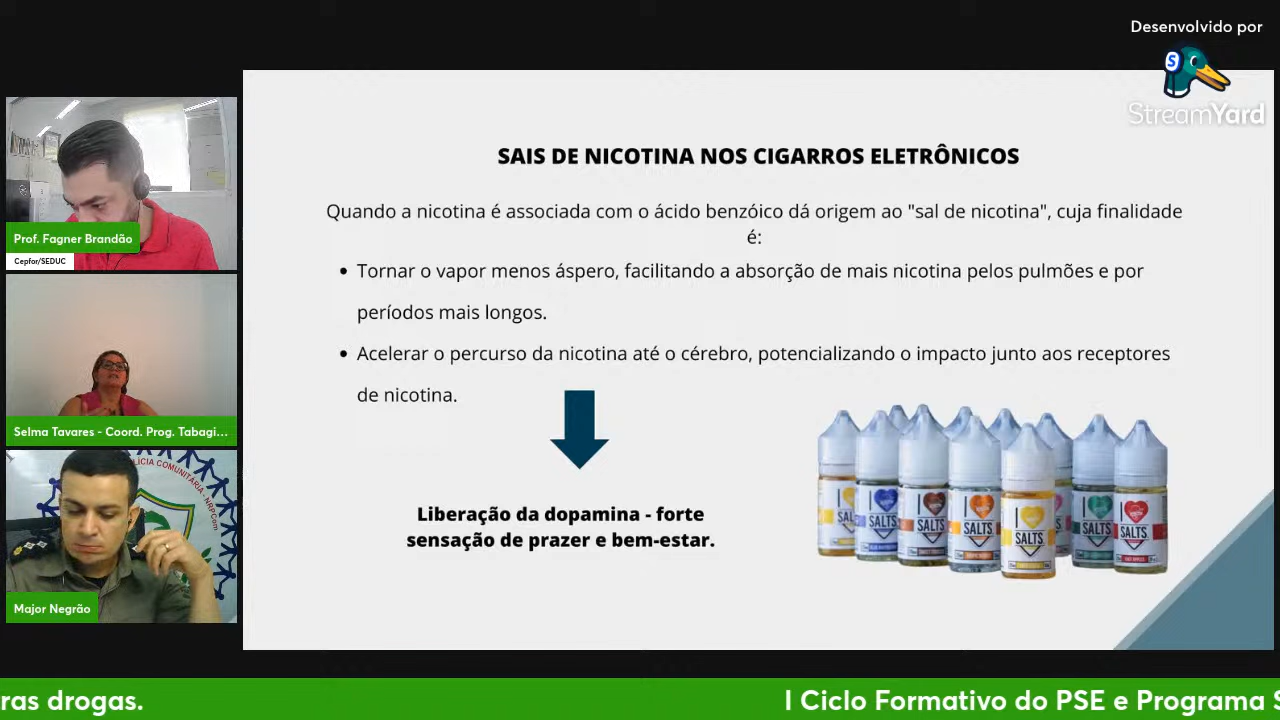 Desenvolvido por
StreamYard
SAIS DE NICOTINA NOS CIGARROS ELETRÔNICOS
Quando a nicotina é associada com o ácido benzóico dá origem ao "sal de nicotina", cuja finalidade
é:
• Tornar o vapor menos áspero, facilitando a absorção de mais nicotina pelos pulmões e por
períodos mais longos.
• Acelerar o percurso da nicotina até o cérebro, potencializando o impacto junto aos receptores
de nicotina.
Liberação da dopamina - forte
sensação de prazer e bem-estar.
I
SALTS
SALTS
SALTS
I
SALTS
I
SALTS
SALTS
I
SALTS
Prof. Fagner Brandão
Cepfor/SEDUC
Selma Tavares - Coord. Prog. Tabagi...
Major Negrão
ras drogas.
I Ciclo Formativo do PSE e Programa S